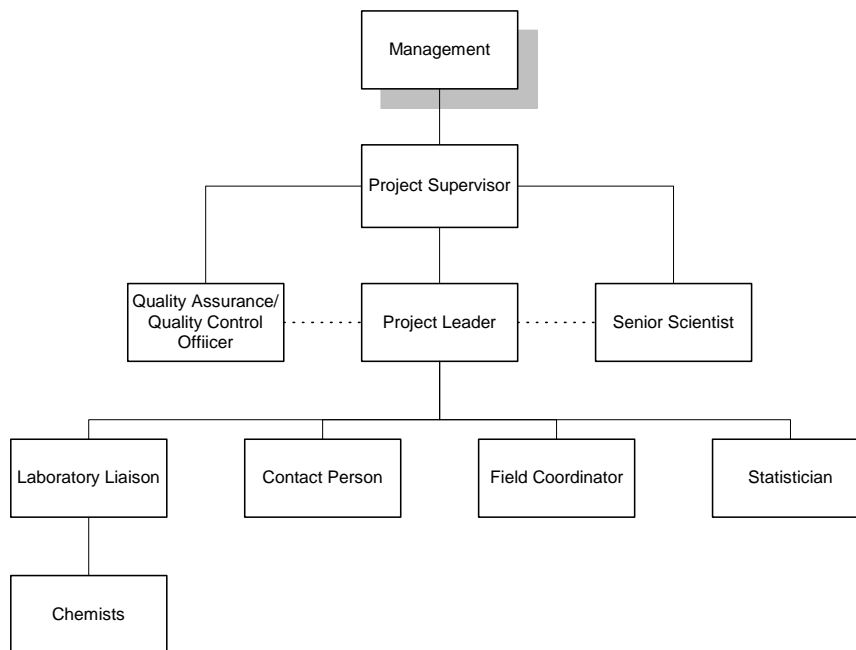 Management
Project Supervisor
Quality Assurance/
Quality Control
Offiicer
Project Leader
Senior Scientist
Laboratory Liaison
Contact Person
Field Coordinator
Statistician
Chemists